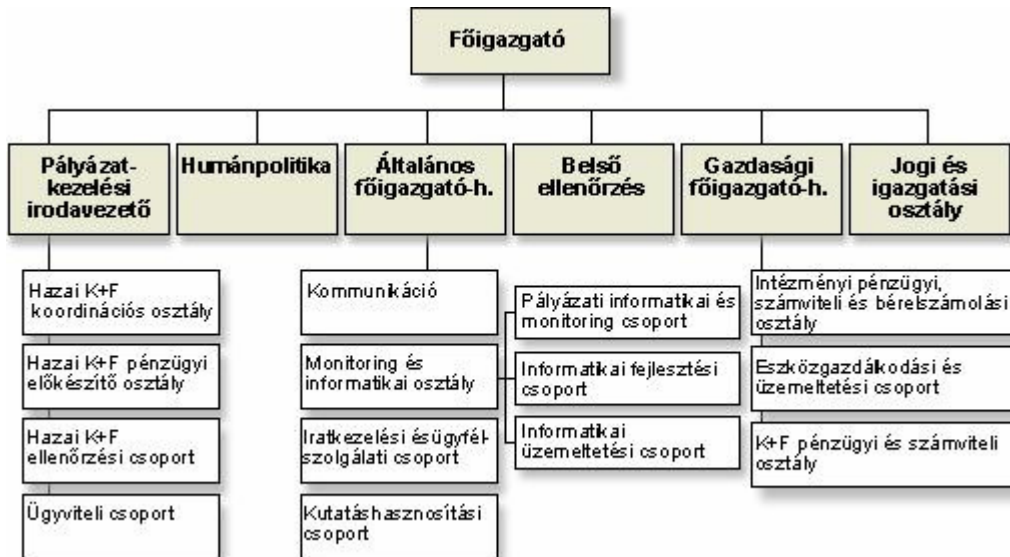 Főigazgató
Pályázat-
kezelési
irodavezető
Humánpolitika
Általános
főigazgató-h.
Belső
ellenőrzés
Gazdasági
főigazgató-h.
Jogi és
igazgatási
osztály
Hazai K+F
koordinációs osztály
Hazai K+F pénzügyi
előkészítő osztály
Hazai K+F
ellenőrzési csoport
Ügyviteli csoport
Kommunikáció
Monitoring és
informatikai osztály
Iratkezelési ésügyfél-
szolgálati csoport
Kutatáshasznosítási
csoport
Pályázati informatikai és
monitoring csoport
Informatikai fejlesztési
csoport
Informatikai
üzemeltetési csoport
Intézményi pénzügyi,
számviteli és bérelszámolási
osztály
Eszközgazdálkodási és
üzemeltetési csoport
K+F pénzügyi és számviteli
osztály